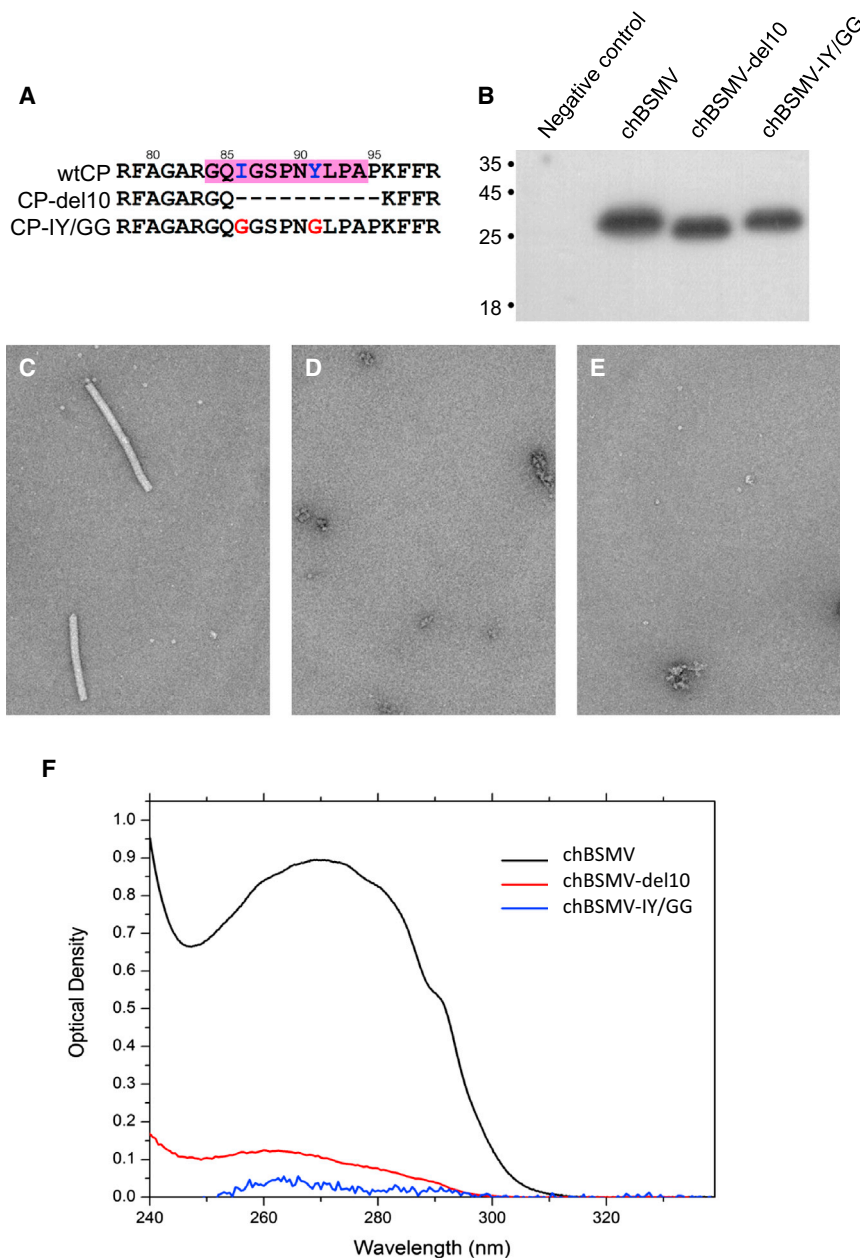 A
80 85 90 95
wtCP RFAGARGQIGSPNYLPAPKFFR
CP-del10 RFAGARGQ----------KFFR
CP-IY/GG RFAGARGQGGSPNGLPAPKFFR
B
Negative control
chBSMV
chBSMV-del10
chBSMV-IY/GG
35
45
25
18
C
D
E
F
1.0
0.9
0.8
0.7
0.6
0.5
0.4
0.3
0.2
0.1
0.0
Optical Density
chBSMV
chBSMV-del10
chBSMV-IY/GG
240 260 280 300 320
Wavelength (nm)